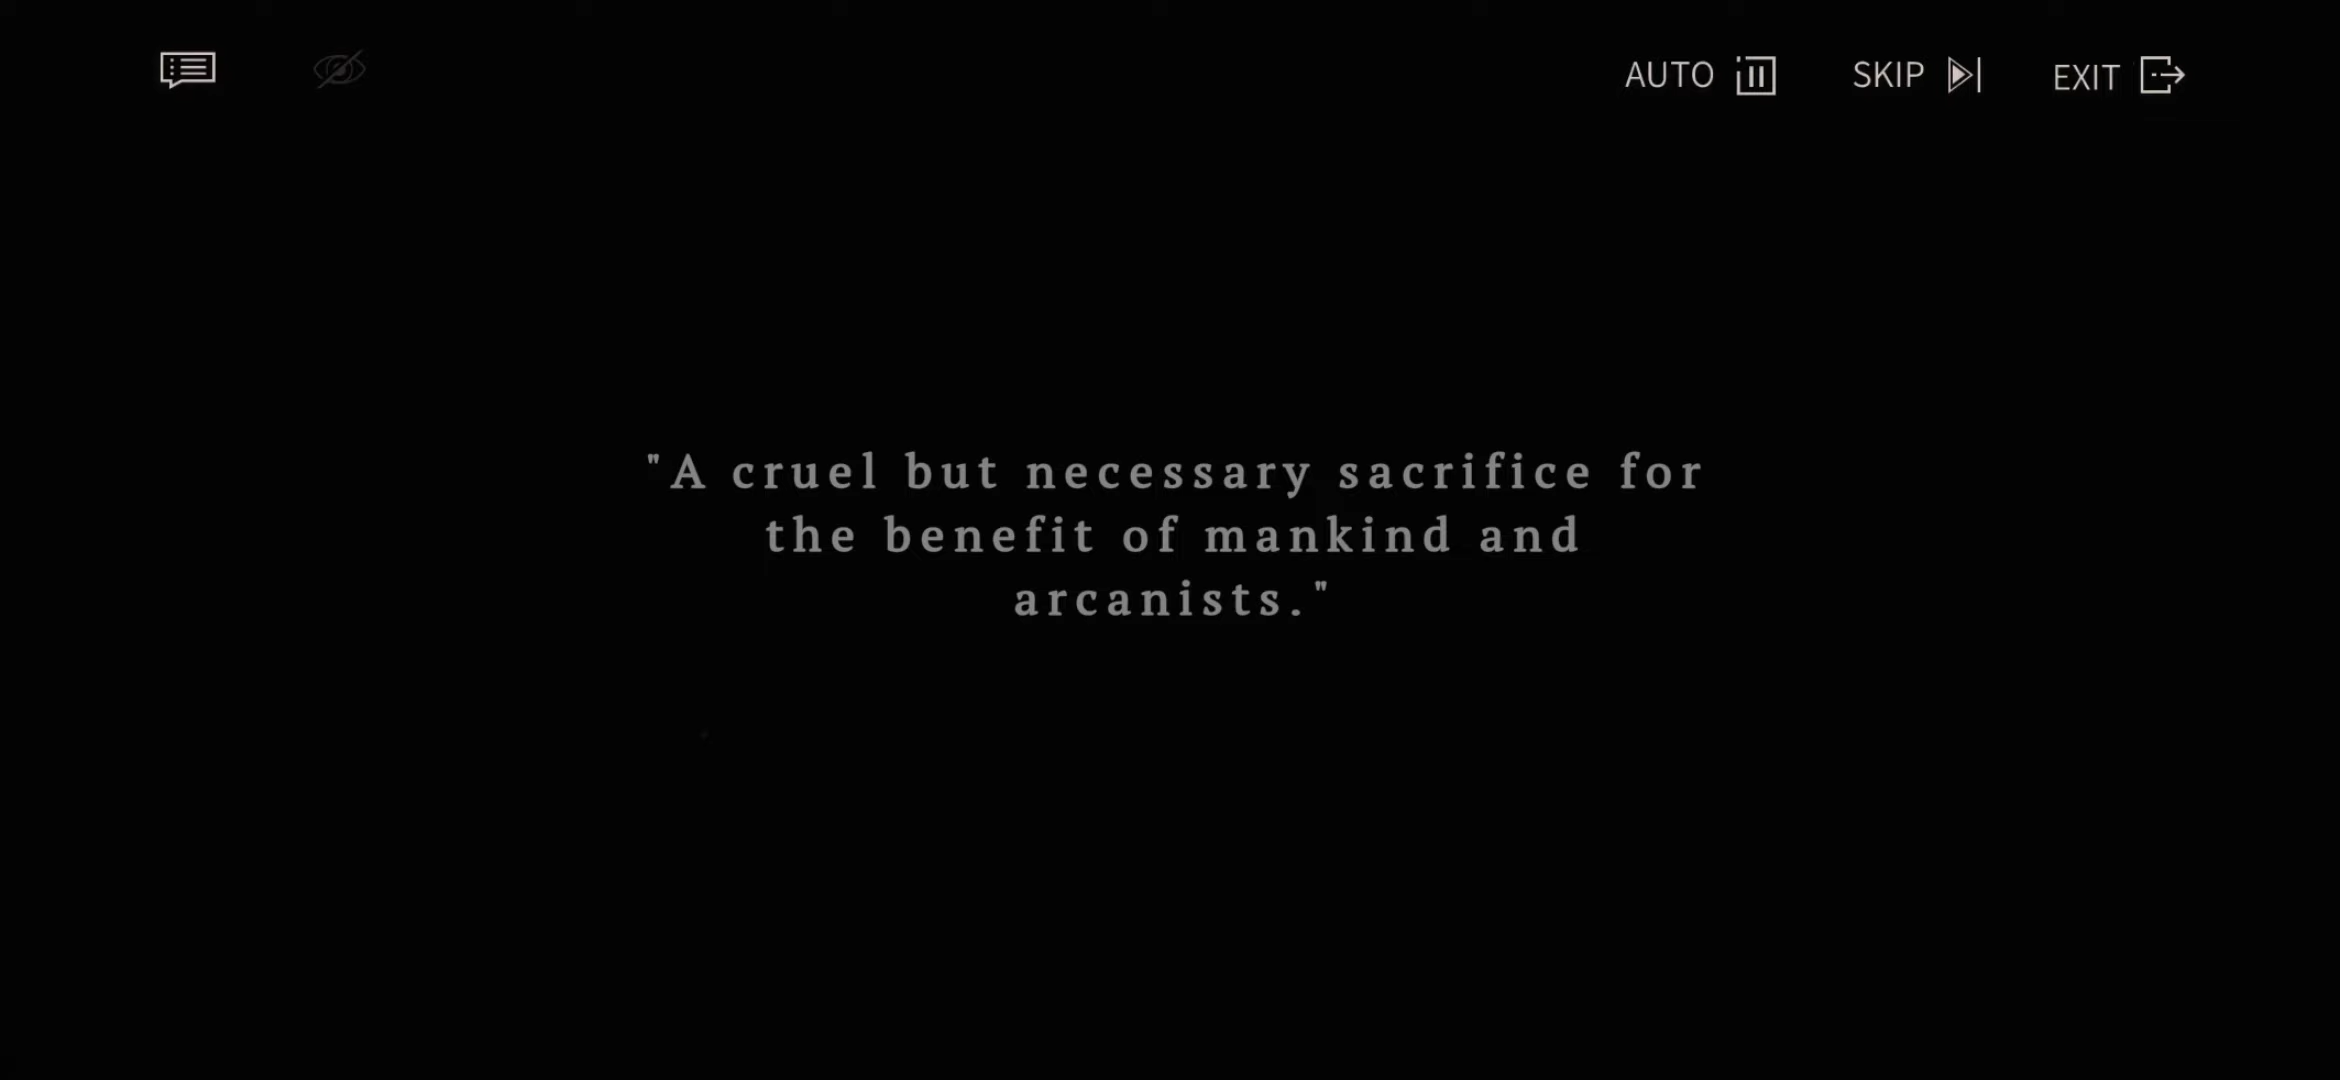 AUTO SKIP EXIT
"A cruel but necessary sacrifice for
the benefit of mankind and
arcanists."